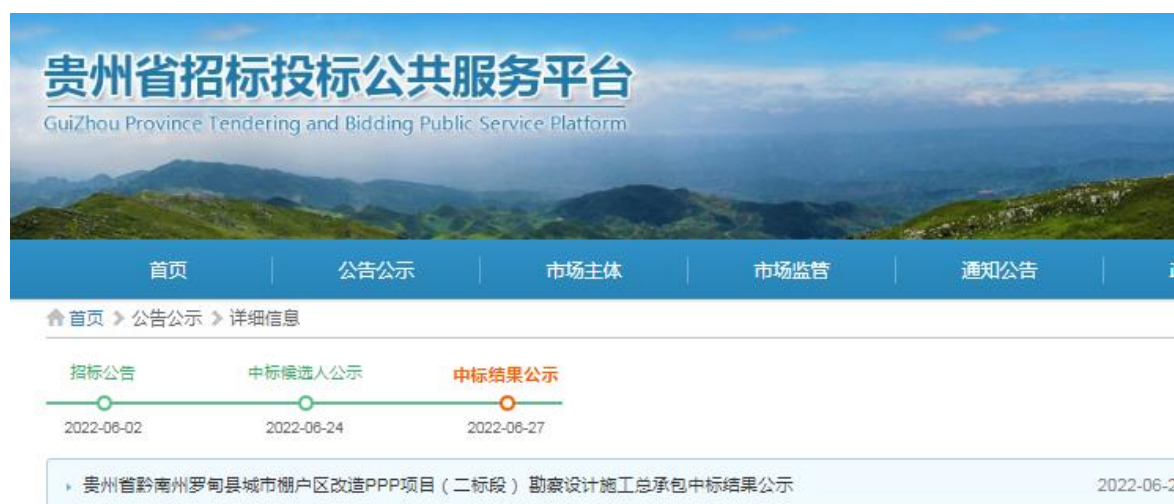 贵州省招标投标公共服务平台
GuiZhou Province Tendering and Bidding Public Service Platform
首页 公告公示 市场主体 市场监管 通知公告
首页 > 公告公示 > 详细信息
招标公告 中标候选人公示 中标结果公示
2022-06-02 2022-06-24 2022-06-27
贵州省黔南州罗甸县城市棚户区改造PPP项目（二标段）勘察设计施工总承包中标结果公示 2022-06-2